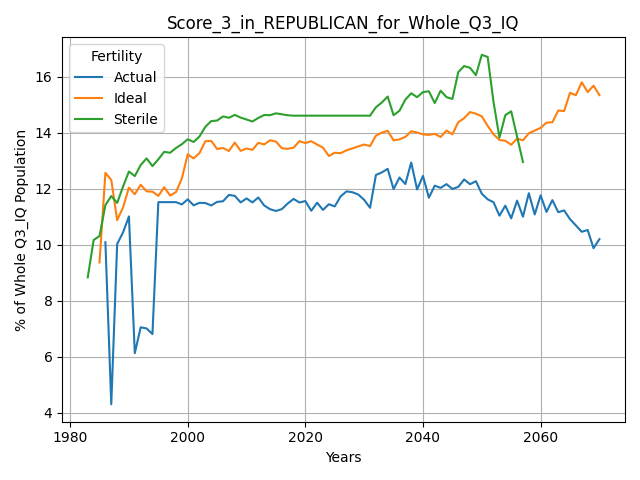 Score_3_in_REPUBLICAN_for_Whole_Q3_IQ
Fertility
Actual
Ideal
Sterile
% of Whole Q3_IQ Population
16
14
12
10
8
6
4
1980
2000
2020
2040
2060
Years